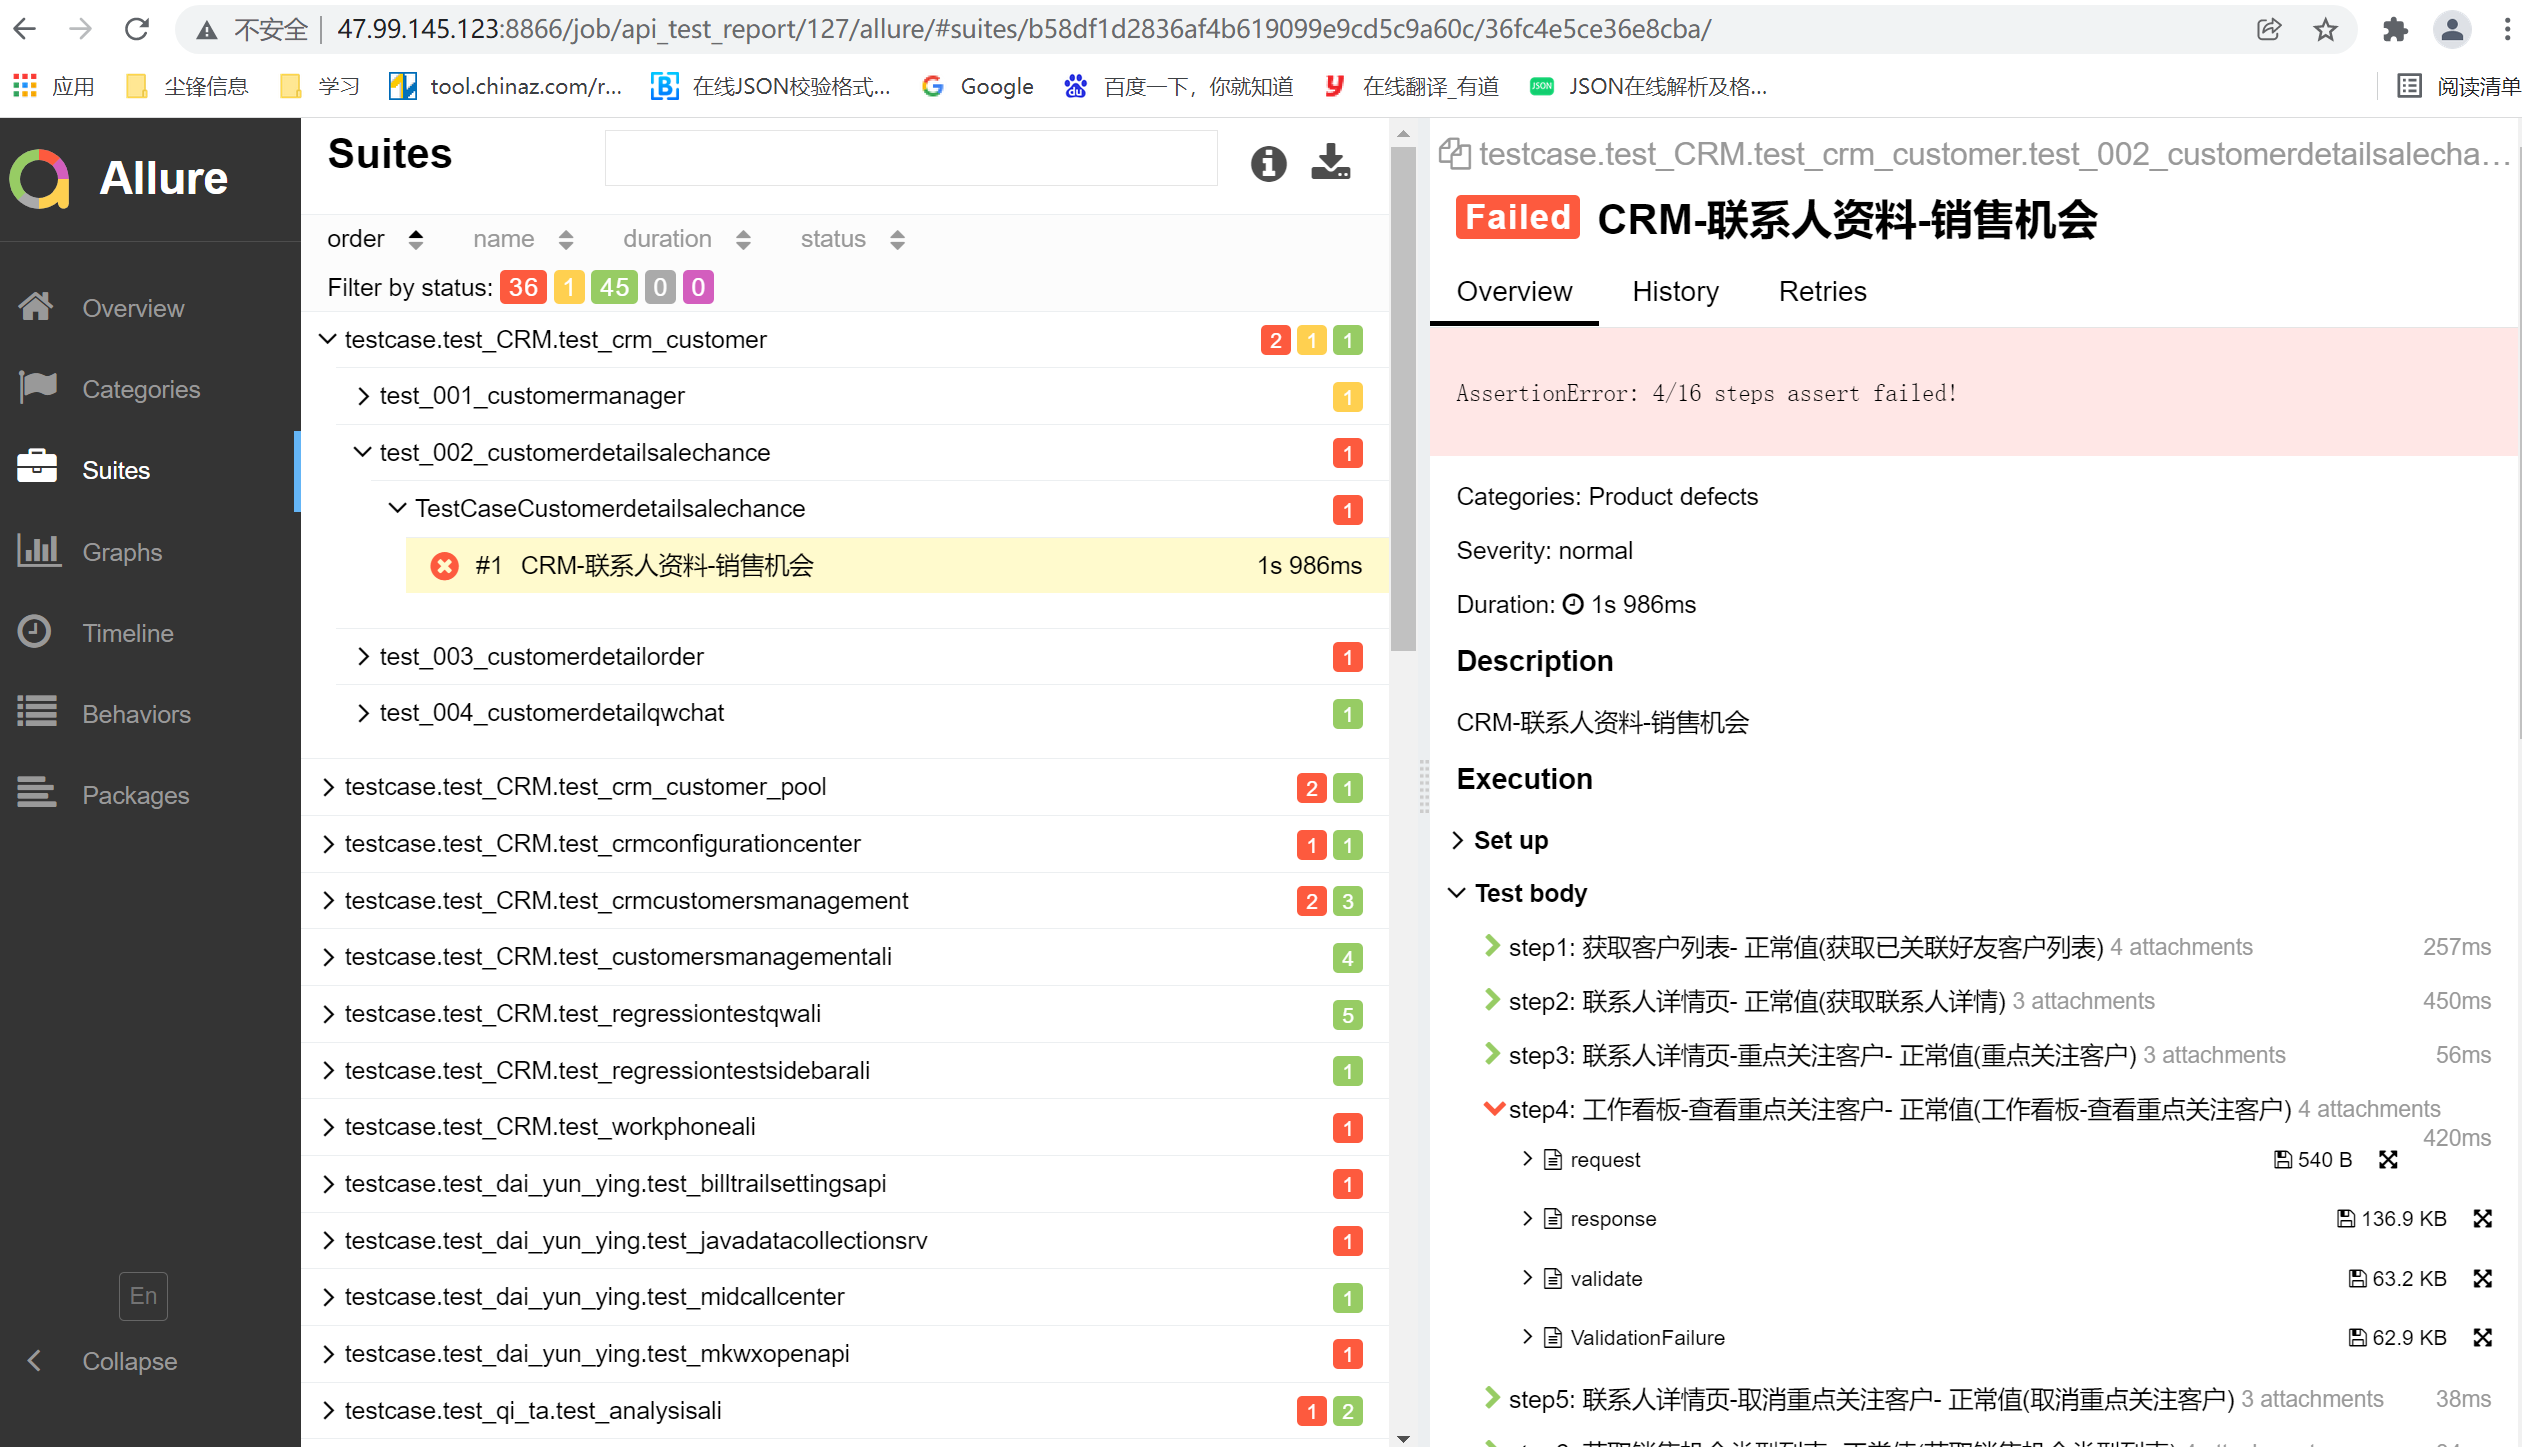 不安全 47.99.145.123:8866/job/api_test_report/127/allure/#suites/b58df1d2836af4b619099e9cd5c9a60c/36fc4e5ce36e8cba/
应用 尘锋信息 学习 tool.chinaz.com/r... 在线JSON校验格式... Google 百度一下，你就知道 在线翻译_有道 JSON JSON在线解析及格... 阅读清单
Allure
Overview
Categories
Suites
Graphs
Timeline
Behaviors
Packages
En
Collapse
Suites
order name duration status
Filter by status: 36 1 45 0 0
testcase.test_CRM.test_crm_customer 2 1 1
test_001_customermanager 1
test_002_customerdetailsalechance 1
TestCaseCustomerdetailsalechance 1
#1 CRM-联系人资料-销售机会 1s 986ms
test_003_customerdetailorder 1
test_004_customerdetailqwchat 1
testcase.test_CRM.test_crm_customer_pool 2 1
testcase.test_CRM.test_crmconfigurationcenter 1 1
testcase.test_CRM.test_crmcustomersmanagement 2 3
testcase.test_CRM.test_customersmanagementali 4
testcase.test_CRM.test_regressiontestqwali 5
testcase.test_CRM.test_regressiontestsidebarali 1
testcase.test_CRM.test_workphoneali 1
testcase.test_dai_yun_ying.test_billtrailsettingsapi 1
testcase.test_dai_yun_ying.test_javadatacollectionsrv 1
testcase.test_dai_yun_ying.test_midcallcenter 1
testcase.test_dai_yun_ying.test_mkwxopenapi 1
testcase.test_qi_ta.test_analysisali 1 2
testcase.test_CRM.test_crm_customer.test_002_customerdetailsalecha...
Failed CRM-联系人资料-销售机会
Overview History Retries
AssertionError: 4/16 steps assert failed!
Categories: Product defects
Severity: normal
Duration: 1s 986ms
Description
CRM-联系人资料-销售机会
Execution
Set up
Test body
step1: 获取客户列表- 正常值(获取已关联好友客户列表) 4 attachments 257ms
step2: 联系人详情页- 正常值(获取联系人详情) 3 attachments 450ms
step3: 联系人详情页-重点关注客户- 正常值(重点关注客户) 3 attachments 56ms
step4: 工作看板-查看重点关注客户- 正常值(工作看板-查看重点关注客户) 4 attachments
420ms
request 540 B
response 136.9 KB
validate 63.2 KB
ValidationFailure 62.9 KB
step5: 联系人详情页-取消重点关注客户- 正常值(取消重点关注客户) 3 attachments 38ms